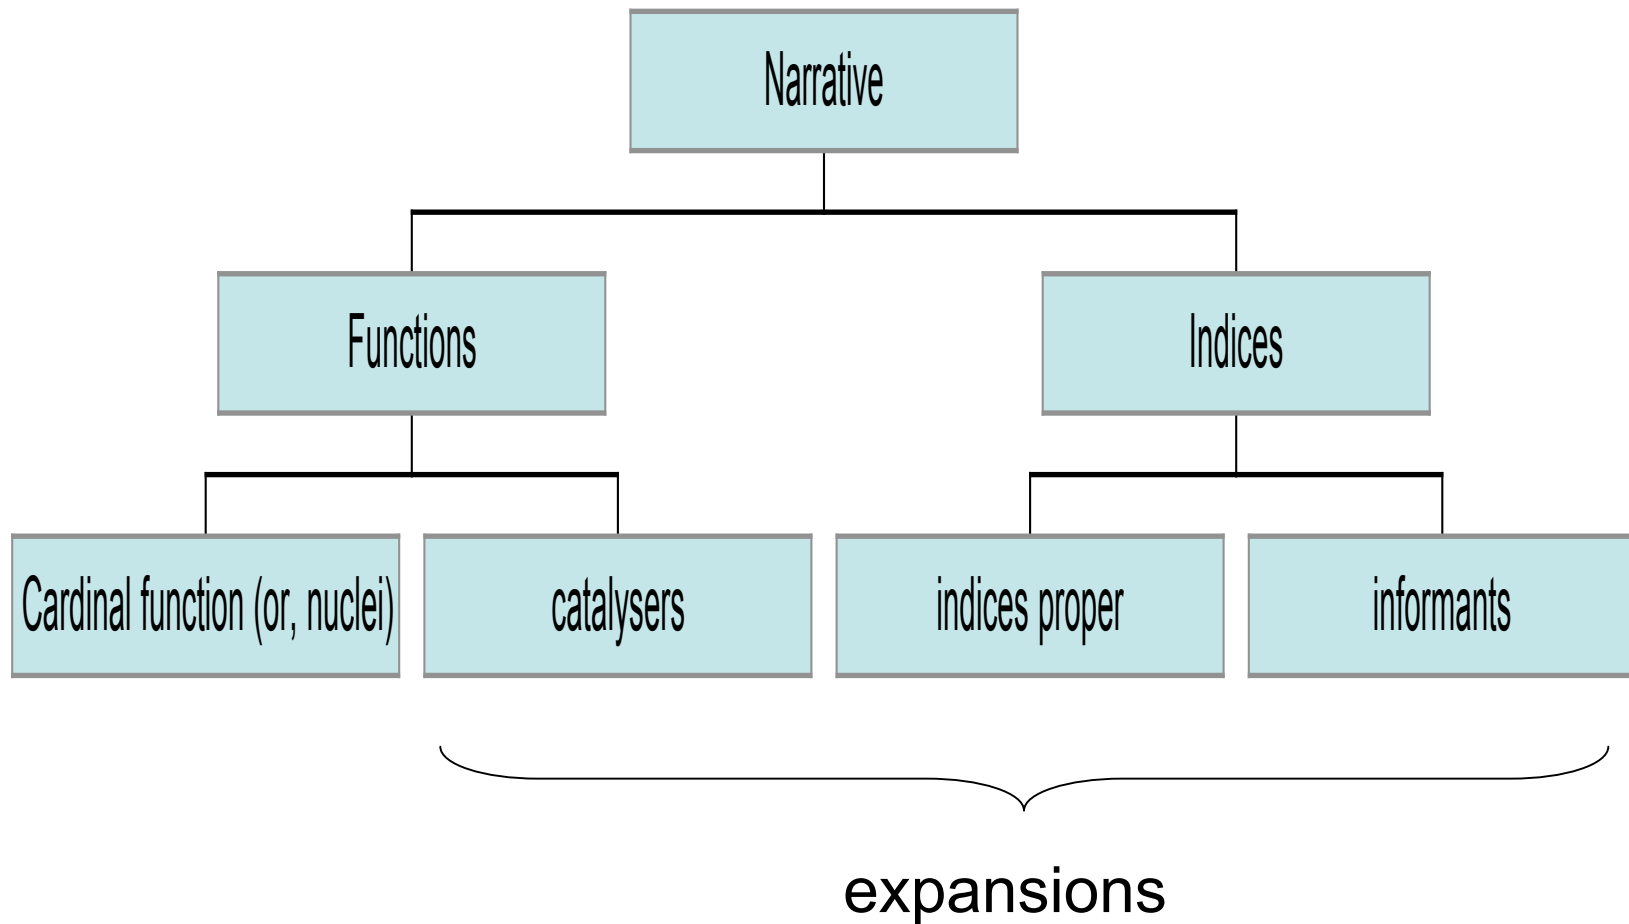 Narrative
Functions
Indices
Cardinal function (or, nuclei)
catalysers
indices proper
informants
expansions